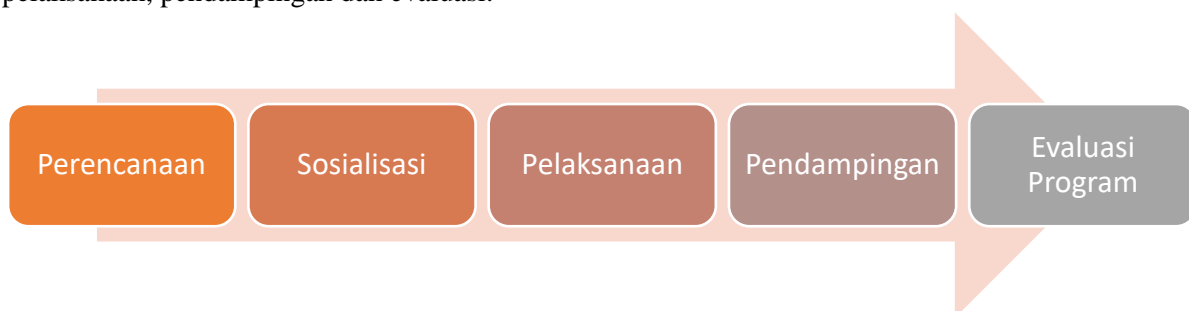 pelaksanaan, pendampingan dan evaluasi.
Perencanaan
Sosialisasi
Pelaksanaan
Pendampingan
Evaluasi
Program